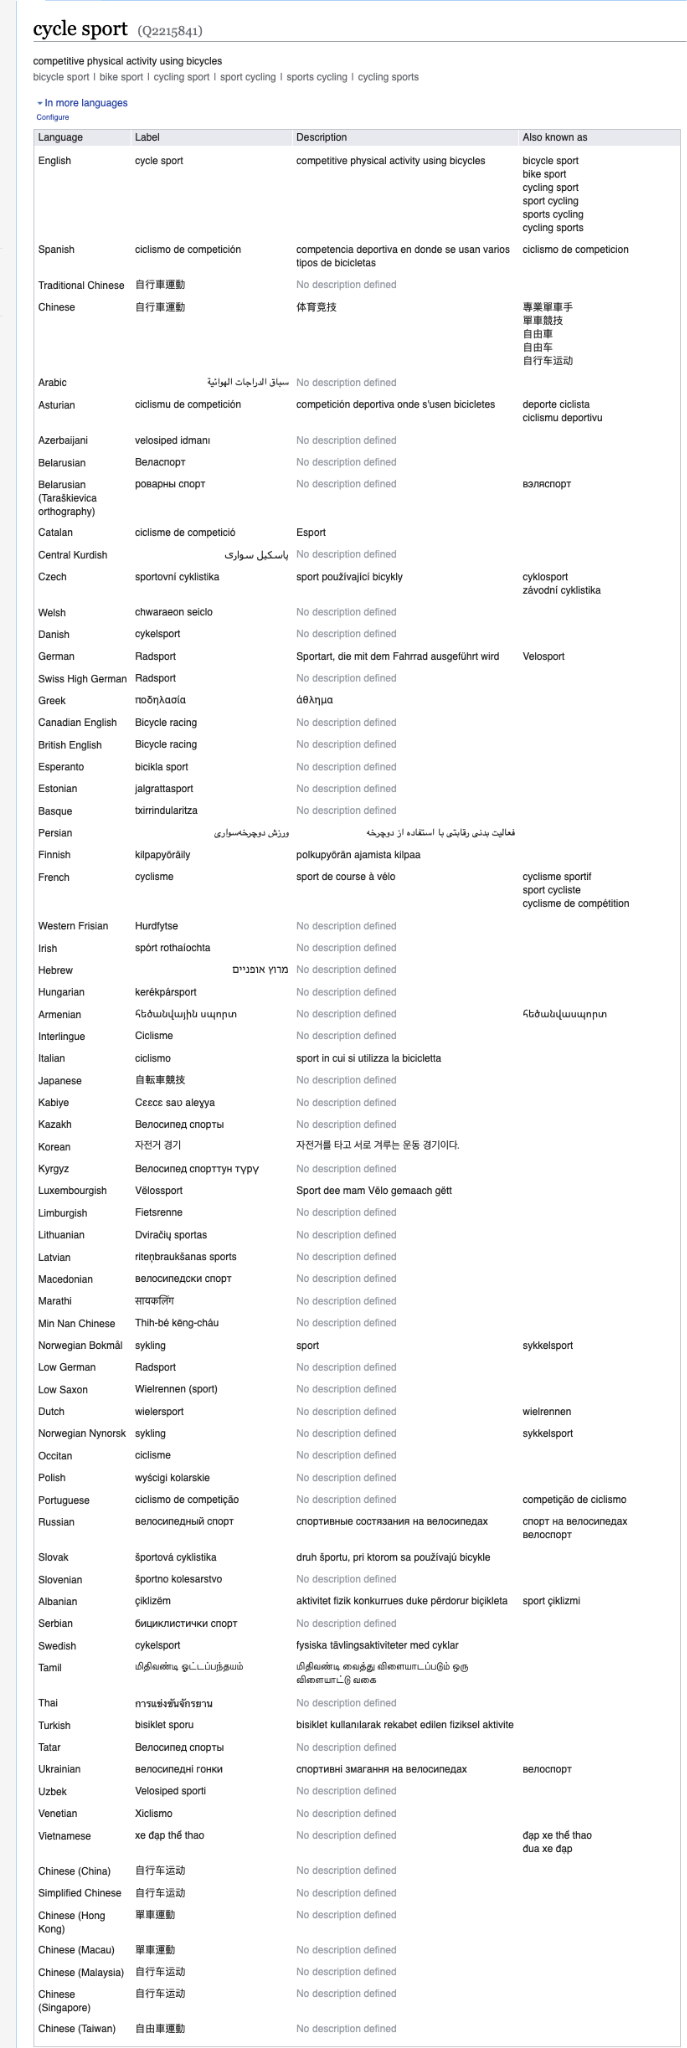 cycle sport (Q2215841)
competitive physical activity using bicycles
bicycle sport | bike sport | cycling sport | sport cycling | sports cycling | cycling sports
In more languages
Configure
Language Label Description Also known as
English cycle sport competitive physical activity using bicycles bicycle sport
bike sport
cycling sport
sport cycling
sports cycling
cycling sports
Spanish ciclismo de competición competencia deportiva en donde se usan varios ciclismo de competicion
tipos de bicicletas
Traditional Chinese 自行車運動 No description defined
Chinese 自行車運動 体育竞技 專業單車手
單車競技
自由車
自由车
自行车运动
Arabic سباق الدراجات الهوائية No description defined
Asturian ciclismu de competición competición deportiva onde s'usen bicicletes deporte ciclista
ciclismu deportivu
Azerbaijani velosiped idmanı No description defined
Belarusian Веласпорт No description defined
Belarusian роварны спорт No description defined вэляспорт
(Taraškievica
orthography)
Catalan ciclisme de competició Esport
Central Kurdish پاسکیل سواری No description defined
Czech sportovní cyklistika sport používající bicykly cyklosport
závodní cyklistika
Welsh chwaraeon seiclo No description defined
Danish cykelsport No description defined
German Radsport Sportart, die mit dem Fahrrad ausgeführt wird Velosport
Swiss High German Radsport No description defined
Greek ποδηλασία άθλημα
Canadian English Bicycle racing No description defined
British English Bicycle racing No description defined
Esperanto bicikla sport No description defined
Estonian jalgrattasport No description defined
Basque txirrindularitza No description defined
Persian ورزش دوچرخه‌سواری فعالیت بدنی رقابتی با استفاده از دوچرخه
Finnish kilpapyöräily polkupyörän ajamista kilpaa
French cyclisme sport de course à vélo cyclisme sportif
sport cycliste
cyclisme de compétition
Western Frisian Hurdfytse No description defined
Irish spórt rothaíochta No description defined
Hebrew מרוץ אופניים No description defined
Hungarian kerékpársport No description defined
Armenian հեծանվային սպորտ No description defined հեծանվասպորտ
Interlingue Ciclisme No description defined
Italian ciclismo sport in cui si utilizza la bicicletta
Japanese 自転車競技 No description defined
Kabiye Cɛɛcɛ saʋ aleɣya No description defined
Kazakh Велосипед спорты No description defined
Korean 자전거 경기 자전거를 타고 서로 겨루는 운동 경기이다.
Kyrgyz Велосипед спорттун түрү No description defined
Luxembourgish Vëlossport Sport dee mam Vëlo gemaach gëtt
Limburgish Fietsrenne No description defined
Lithuanian Dviračių sportas No description defined
Latvian riteņbraukšanas sports No description defined
Macedonian велосипедски спорт No description defined
Marathi सायकलिंग No description defined
Min Nan Chinese Thih-bé kēng-cháu No description defined
Norwegian Bokmål sykling sport sykkelsport
Low German Radsport No description defined
Low Saxon Wielrennen (sport) No description defined
Dutch wielersport No description defined wielrennen
Norwegian Nynorsk sykling No description defined sykkelsport
Occitan ciclisme No description defined
Polish wyścigi kolarskie No description defined
Portuguese ciclismo de competição No description defined competição de ciclismo
Russian велосипедный спорт спортивные состязания на велосипедах спорт на велосипедах
велоспорт
Slovak športová cyklistika druh športu, pri ktorom sa používajú bicykle
Slovenian športno kolesarstvo No description defined
Albanian çiklizëm aktivitet fizik konkurrues duke përdorur biçikleta sport çiklizmi
Serbian бициклистички спорт No description defined
Swedish cykelsport fysiska tävlingsaktiviteter med cyklar
Tamil மிதிவண்டி ஓட்டப்பந்தயம் மிதிவண்டி வைத்து விளையாடப்படும் ஒரு
விளையாட்டு வகை
Thai การแข่งขันจักรยาน No description defined
Turkish bisiklet sporu bisiklet kullanılarak rekabet edilen fiziksel aktivite
Tatar Велосипед спорты No description defined
Ukrainian велосипедні гонки спортивні змагання на велосипедах велоспорт
Uzbek Velosiped sporti No description defined
Venetian Xiclismo No description defined
Vietnamese xe đạp thể thao No description defined đạp xe thể thao
đua xe đạp
Chinese (China) 自行车运动 No description defined
Simplified Chinese 自行车运动 No description defined
Chinese (Hong 單車運動 No description defined
Kong)
Chinese (Macau) 單車運動 No description defined
Chinese (Malaysia) 自行车运动 No description defined
Chinese 自行车运动 No description defined
(Singapore)
Chinese (Taiwan) 自由車運動 No description defined